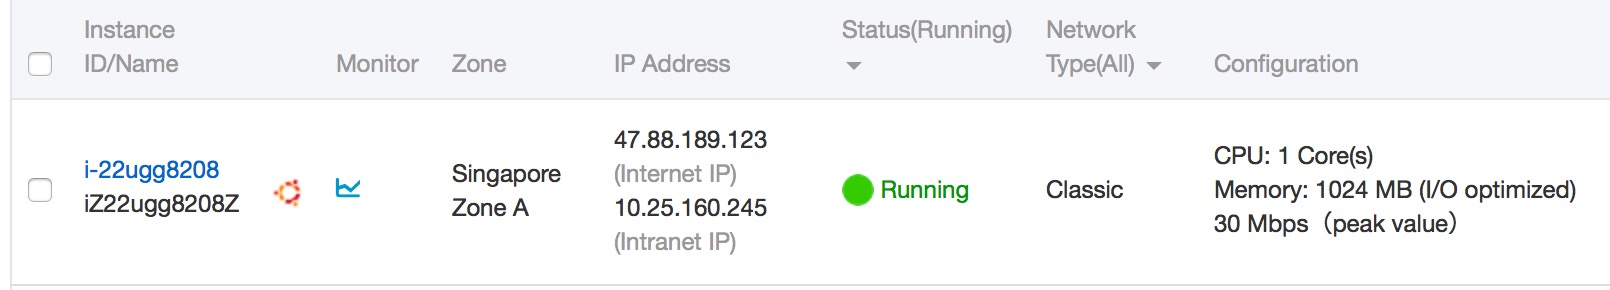 Instance
ID/Name
Monitor
Zone
IP Address
Status(Running)
Network
Type(All)
Configuration
i-22ugg8208
iZ22ugg8208Z
Singapore
Zone A
47.88.189.123
(Internet IP)
10.25.160.245
(Intranet IP)
Running
Classic
CPU: 1 Core(s)
Memory: 1024 MB (I/O optimized)
30 Mbps（peak value）